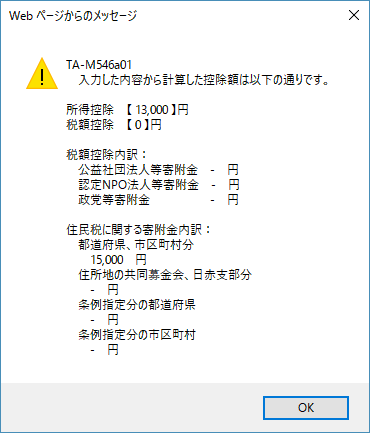 Web ページからのメッセージ
TA-M546a01
入力した内容から計算した控除額は以下の通りです。
所得控除 【 13,000 】円
税額控除 【 0 】円
税額控除内訳：
公益社団法人等寄附金 - 円
認定NPO法人等寄附金 - 円
政党等寄附金 - 円
住民税に関する寄附金内訳：
都道府県、市区町村分
15,000 円
住所地の共同募金会、日赤支部分
- 円
条例指定分の都道府県
- 円
条例指定分の市区町村
- 円
OK